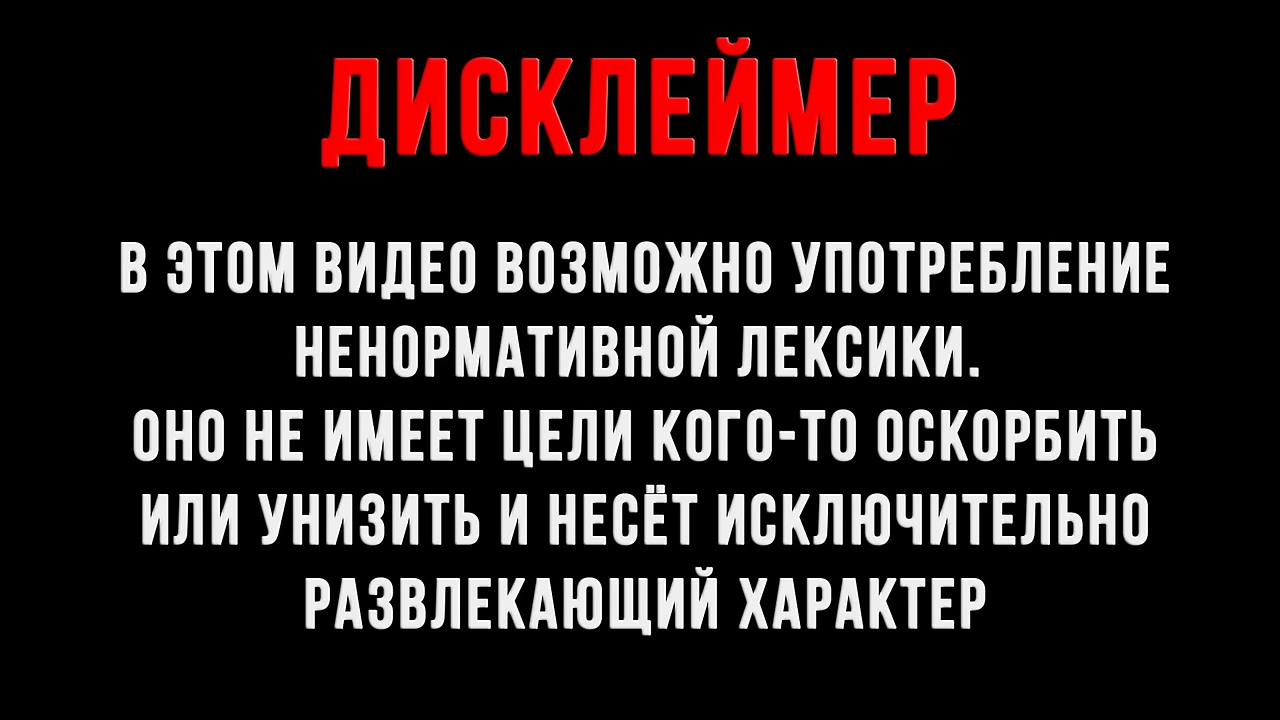 ДИСКЛЕЙМЕР
В ЭТОМ ВИДЕО ВОЗМОЖНО УПОТРЕБЛЕНИЕ
НЕНОРМАТИВНОЙ ЛЕКСИКИ.
ОНО НЕ ИМЕЕТ ЦЕЛИ КОГО-ТО ОСКОРБИТЬ
ИЛИ УНИЗИТЬ И НЕСЁТ ИСКЛЮЧИТЕЛЬНО
РАЗВЛЕКАЮЩИЙ ХАРАКТЕР